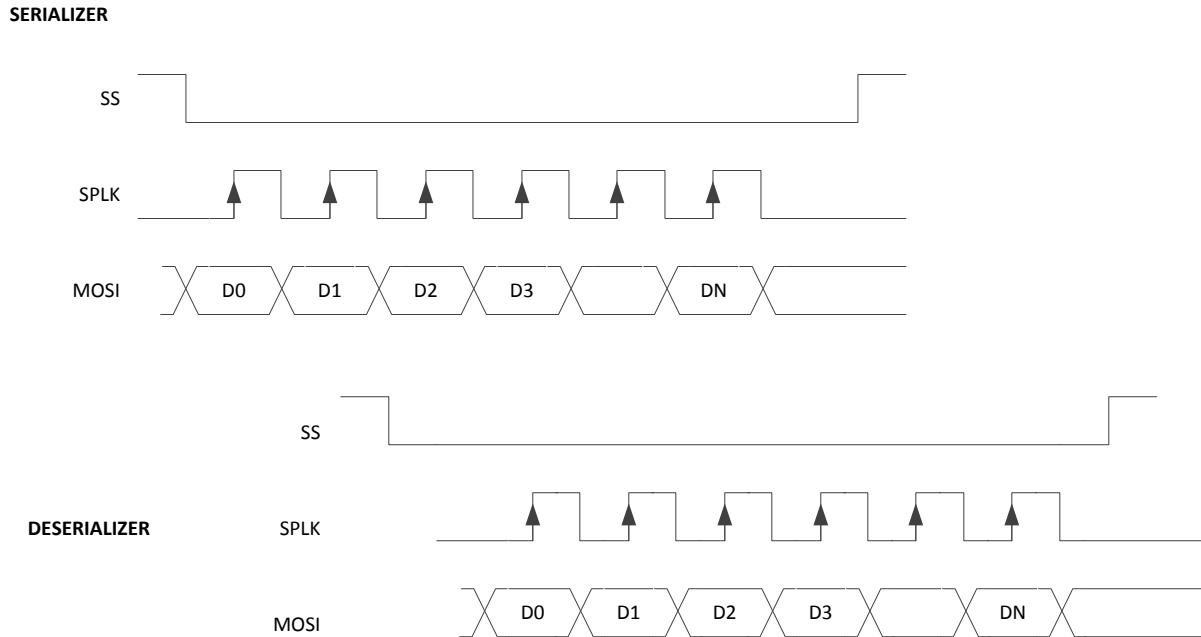 SERIALIZER
SS
SPLK
MOSI
D0 D1 D2 D3 DN
SS
DESERIALIZER SPLK
MOSI
D0 D1 D2 D3 DN